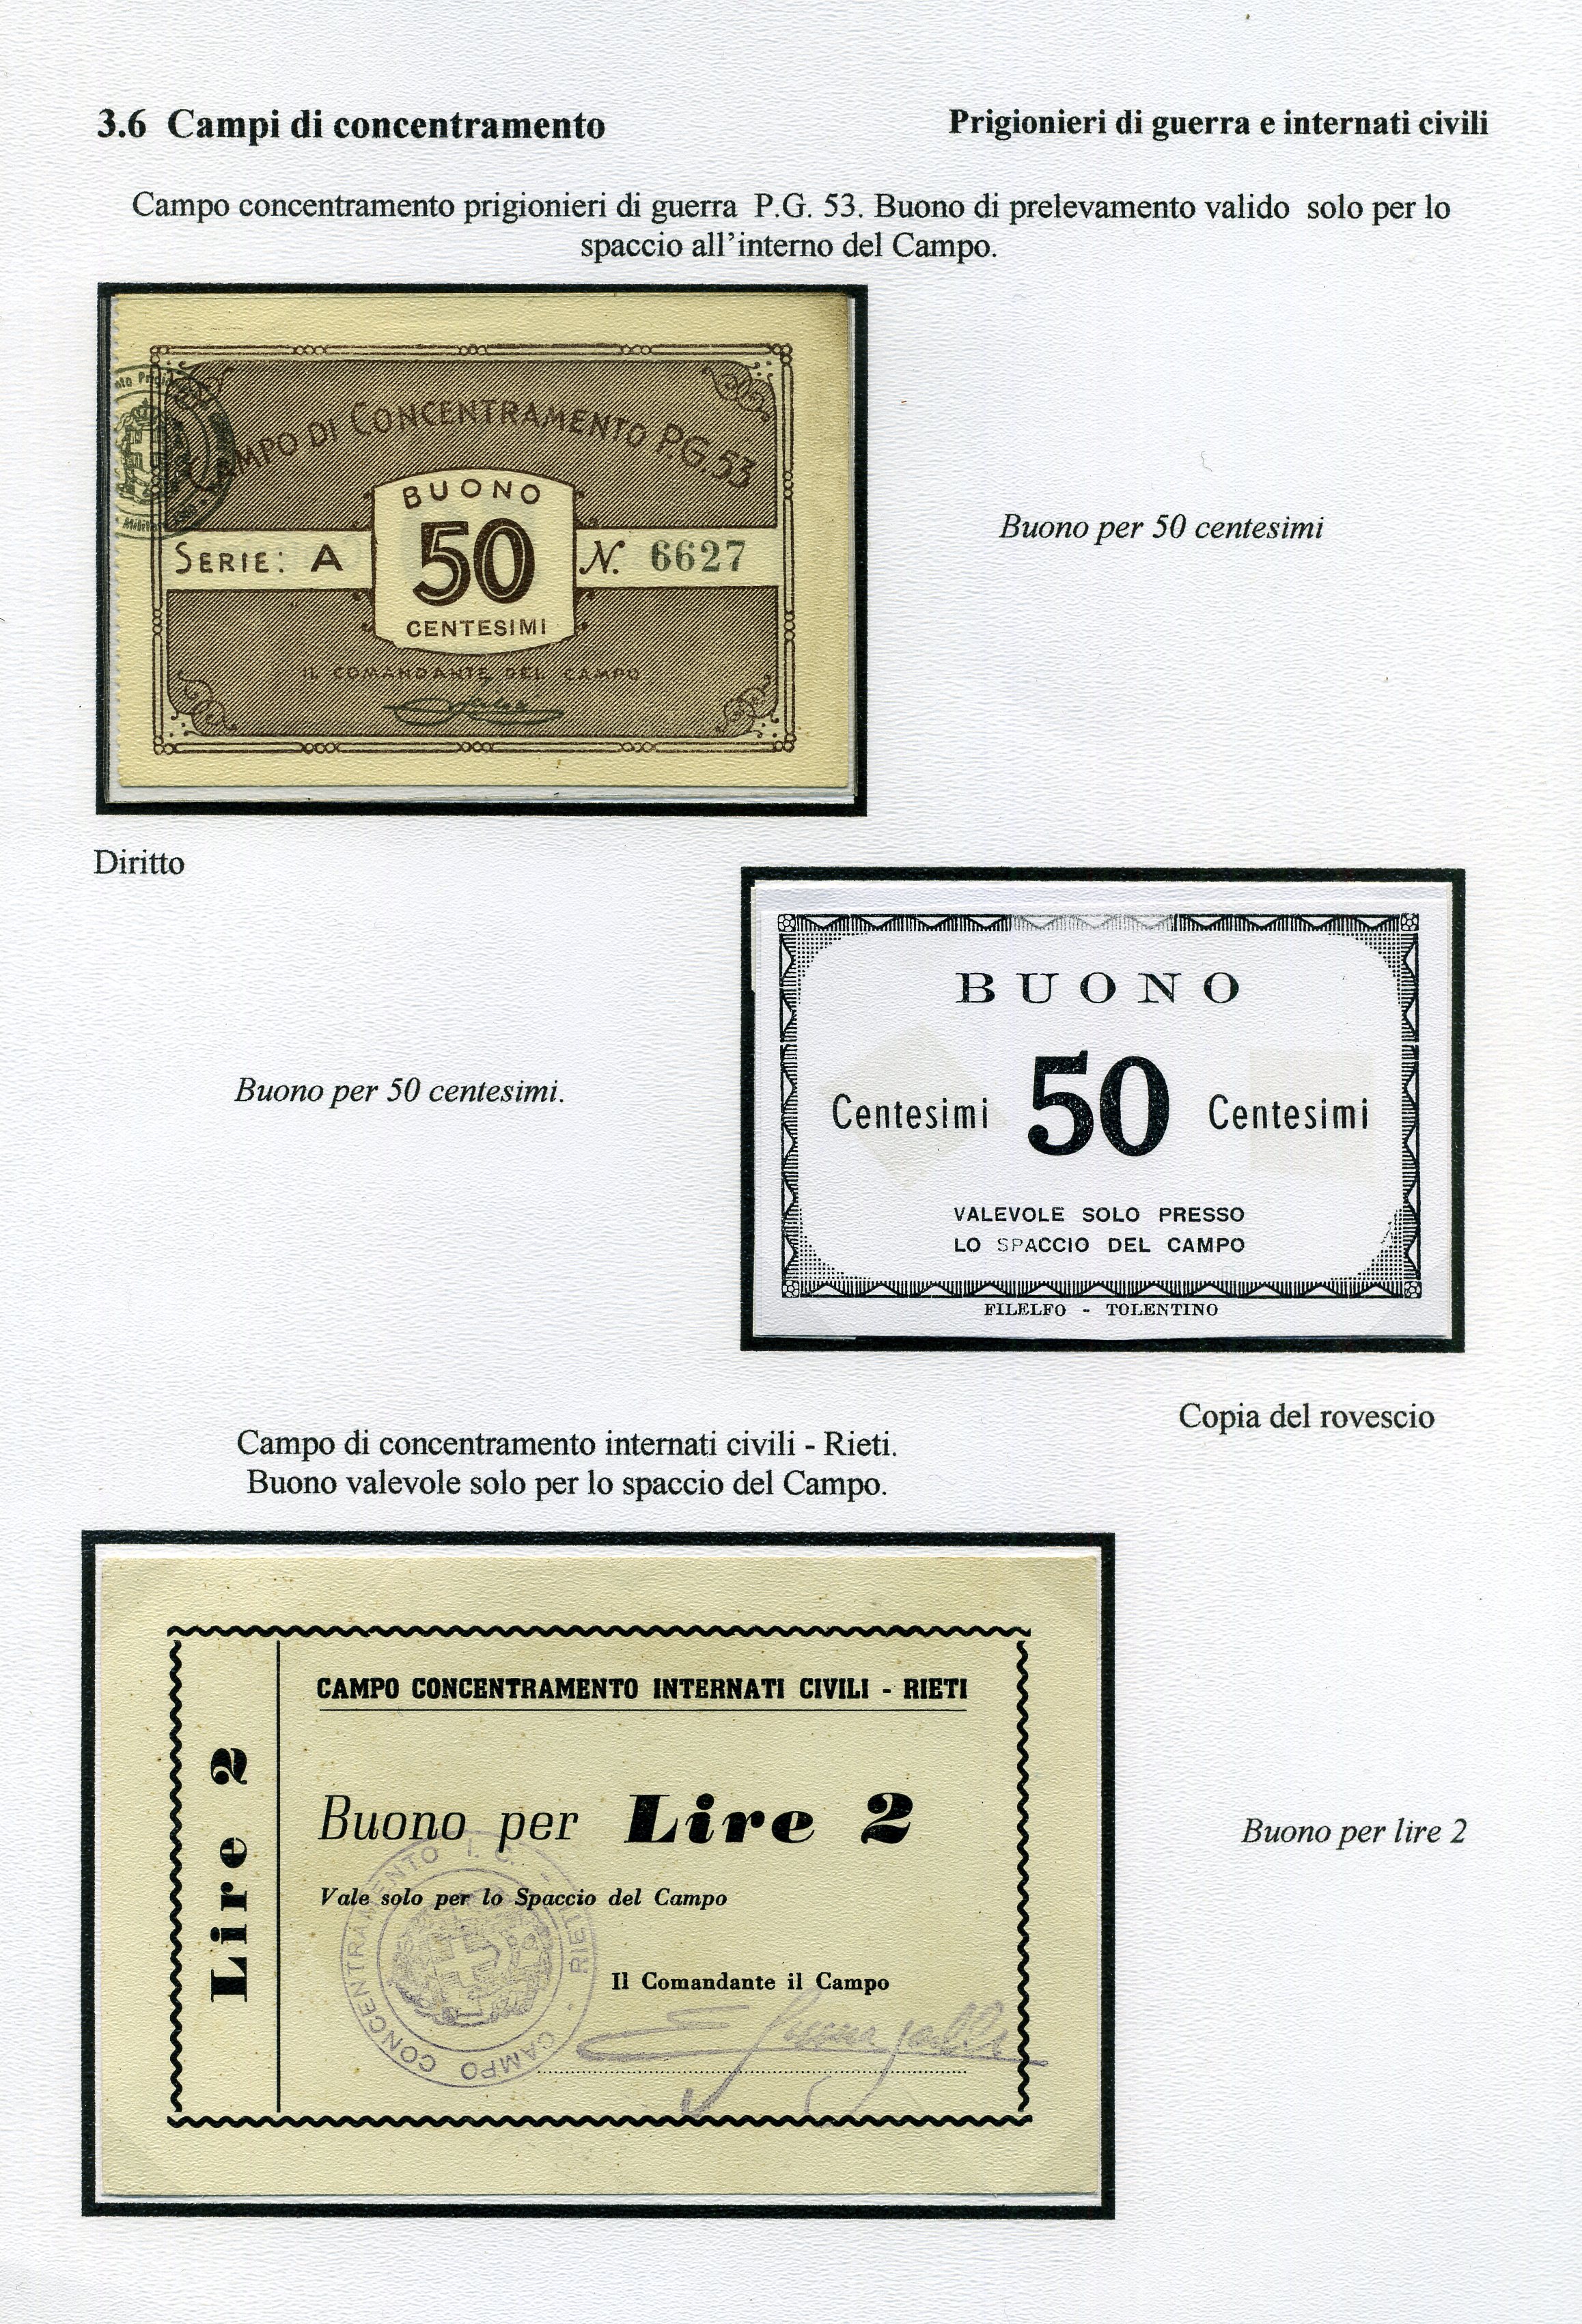 3.6 Campi di concentramento
Prigionieri di guerra e internati civili
Campo concentramento prigionieri di guerra P.G. 53. Buono di prelevamento valido solo per lo
spaccio all'interno del Campo.
CAMPO DI CONCENTRAMENTO P.G. 53
BUONO
SERIE: A
50
N. 6627
CENTESIMI
IL COMANDANTE DEL CAMPO
Buono per 50 centesimi
Diritto
BUONO
Centesimi 50 Centesimi
VALEVOLE SOLO PRESSO
LO SPACCIO DEL CAMPO
FILELFO - TOLENTINO
Buono per 50 centesimi.
Copia del rovescio
Campo di concentramento internati civili - Rieti.
Buono valevole solo per lo spaccio del Campo.
Lire 2
CAMPO CONCENTRAMENTO INTERNATI CIVILI - RIETI
Buono per Lire 2
Vale solo per lo Spaccio del Campo
Il Comandante il Campo
CAMPO CONCENTRAMENTO I. C. - RIETI -
Buono per lire 2